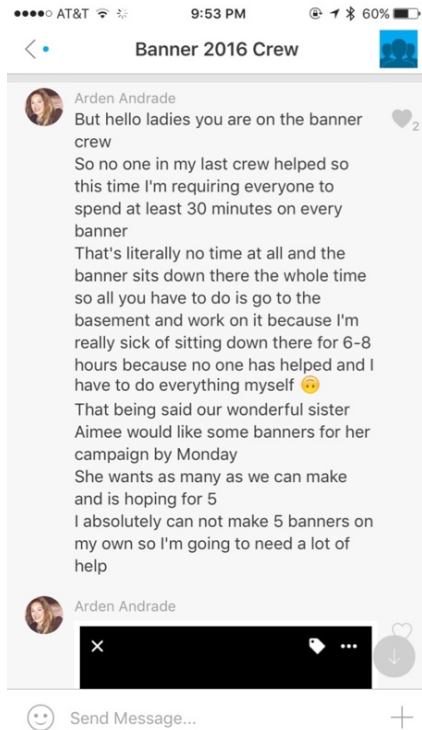 AT&T 9:53 PM 60%
Banner 2016 Crew
Arden Andrade
But hello ladies you are on the banner
crew
2
So no one in my last crew helped so
this time I'm requiring everyone to
spend at least 30 minutes on every
banner
That's literally no time at all and the
banner sits down there the whole time
so all you have to do is go to the
basement and work on it because I'm
really sick of sitting down there for 6-8
hours because no one has helped and I
have to do everything myself 🙃
That being said our wonderful sister
Aimee would like some banners for her
campaign by Monday
She wants as many as we can make
and is hoping for 5
I absolutely can not make 5 banners on
my own so I'm going to need a lot of
help
Arden Andrade
Send Message...